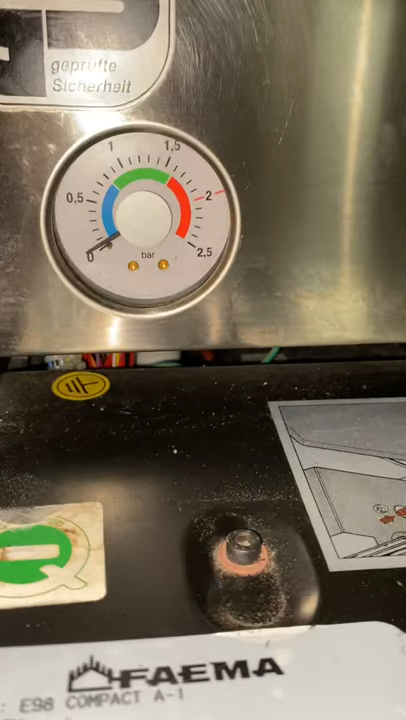 geprüfte
Sicherheit
0
0,5
1
1,5
2
2,5
bar
FAEMA
: E98 COMPACT A-1